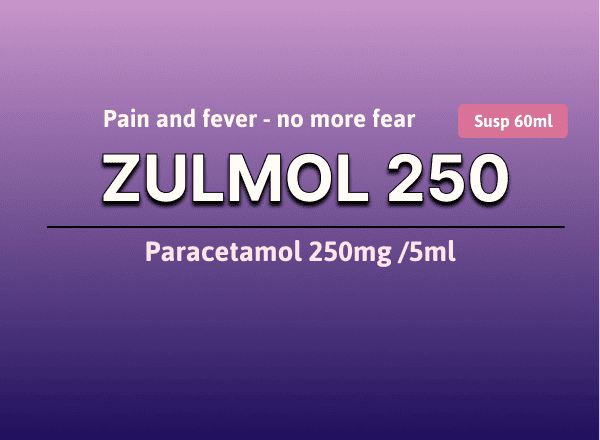 Pain and fever - no more fear
Susp 60ml
ZULMOL 250
Paracetamol 250mg /5ml